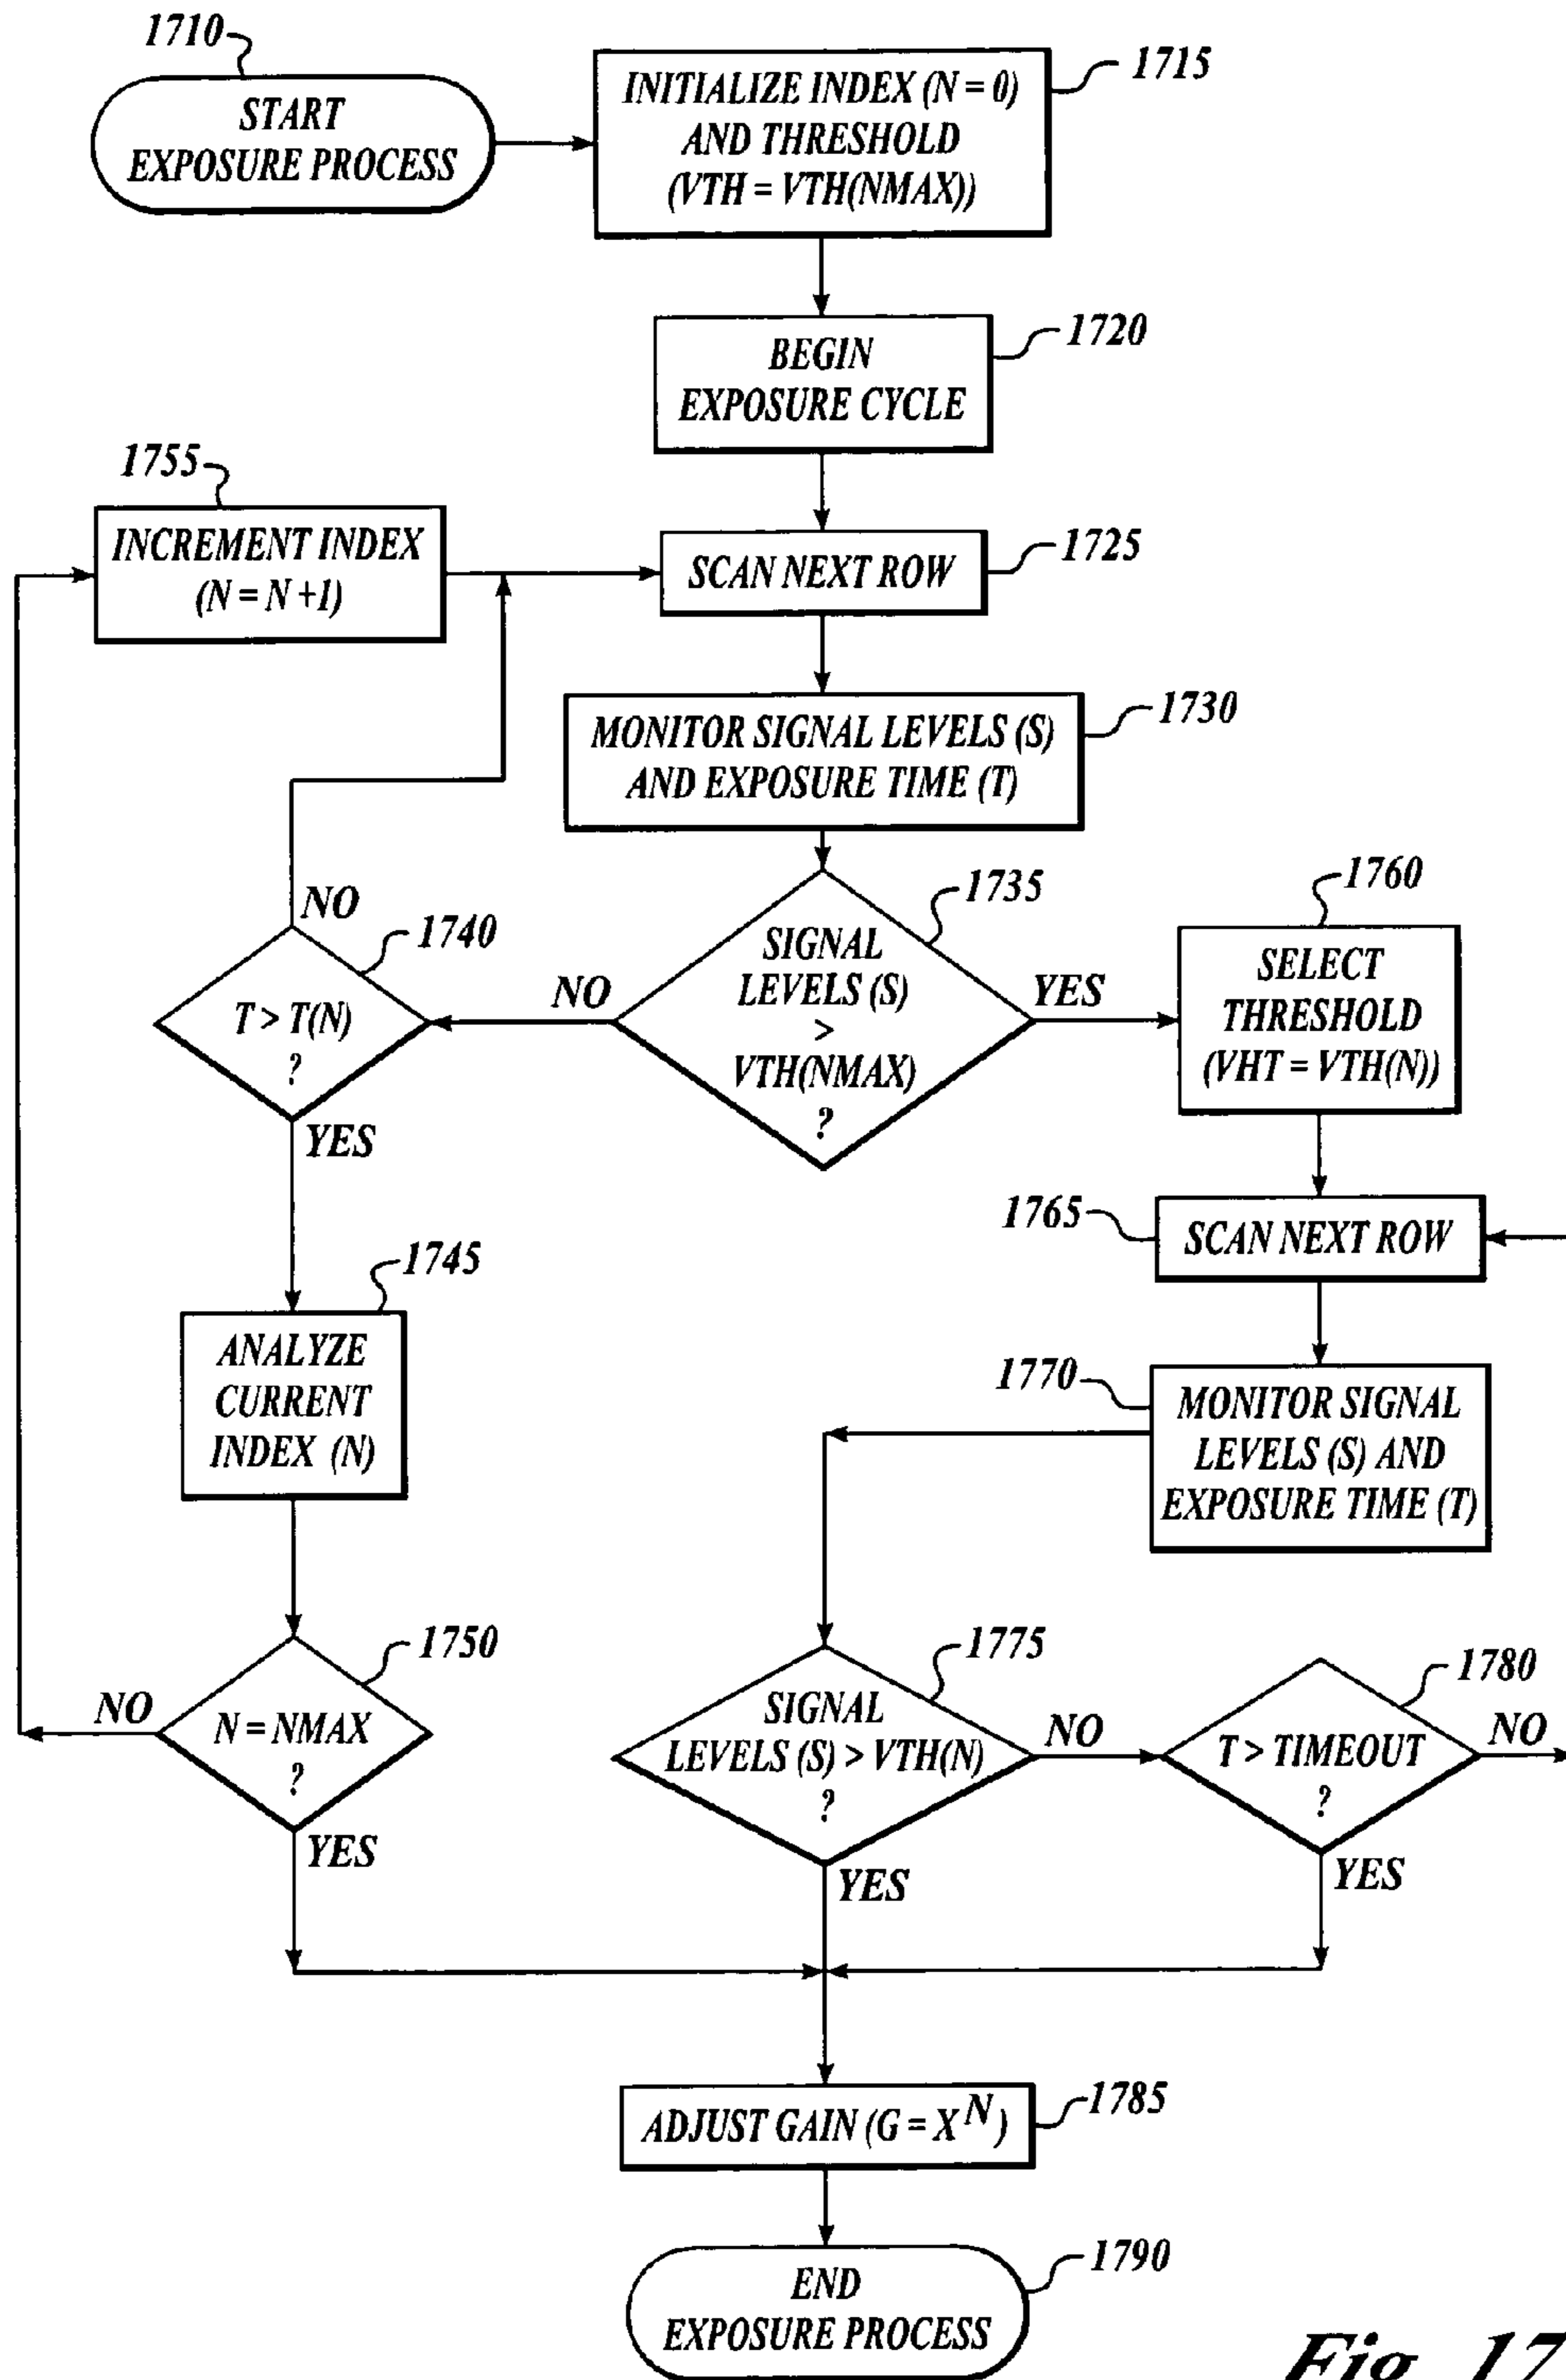 1710
START
EXPOSURE PROCESS
1715
INITIALIZE INDEX (N = 0)
AND THRESHOLD
(VTH = VTH(NMAX))
1720
BEGIN
EXPOSURE CYCLE
1755
INCREMENT INDEX
(N = N +1)
1725
SCAN NEXT ROW
1730
MONITOR SIGNAL LEVELS (S)
AND EXPOSURE TIME (T)
1735
SIGNAL
LEVELS (S)
>
VTH(NMAX)
?
NO
YES
1740
T > T(N)
?
NO
YES
1760
SELECT
THRESHOLD
(VHT = VTH(N))
1765
SCAN NEXT ROW
1745
ANALYZE
CURRENT
INDEX (N)
1770
MONITOR SIGNAL
LEVELS (S) AND
EXPOSURE TIME (T)
1750
N = NMAX
?
NO
YES
1775
SIGNAL
LEVELS (S) > VTH(N)
?
NO
YES
1780
T > TIMEOUT
?
NO
YES
1785
ADJUST GAIN (G = X^N)
1790
END
EXPOSURE PROCESS
Fig. 17